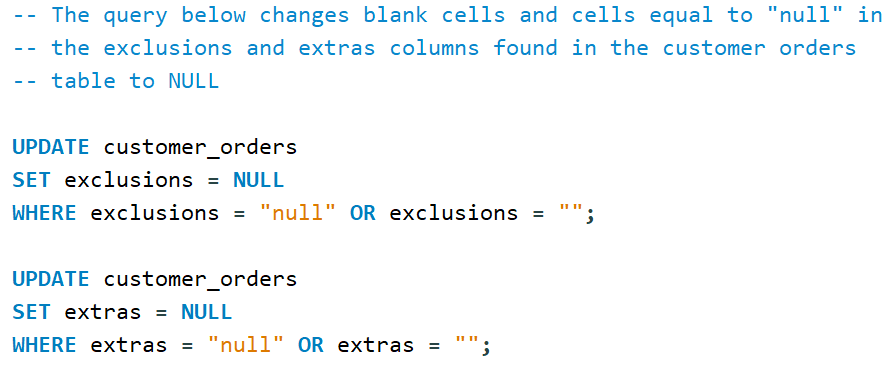 -- The query below changes blank cells and cells equal to "null" in
-- the exclusions and extras columns found in the customer orders
-- table to NULL
UPDATE customer_orders
SET exclusions = NULL
WHERE exclusions = "null" OR exclusions = "";
UPDATE customer_orders
SET extras = NULL
WHERE extras = "null" OR extras = "";